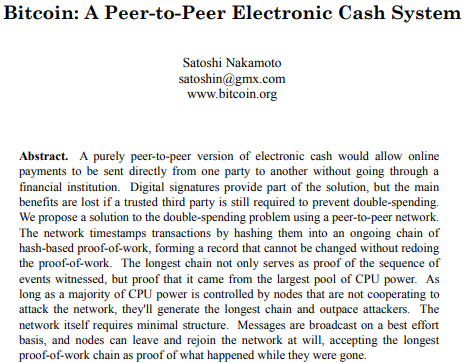 Bitcoin: A Peer-to-Peer Electronic Cash System
Satoshi Nakamoto
satoshin@gmx.com
www.bitcoin.org
Abstract. A purely peer-to-peer version of electronic cash would allow online
payments to be sent directly from one party to another without going through a
financial institution. Digital signatures provide part of the solution, but the main
benefits are lost if a trusted third party is still required to prevent double-spending.
We propose a solution to the double-spending problem using a peer-to-peer network.
The network timestamps transactions by hashing them into an ongoing chain of
hash-based proof-of-work, forming a record that cannot be changed without redoing
the proof-of-work. The longest chain not only serves as proof of the sequence of
events witnessed, but proof that it came from the largest pool of CPU power. As
long as a majority of CPU power is controlled by nodes that are not cooperating to
attack the network, they'll generate the longest chain and outpace attackers. The
network itself requires minimal structure. Messages are broadcast on a best effort
basis, and nodes can leave and rejoin the network at will, accepting the longest
proof-of-work chain as proof of what happened while they were gone.